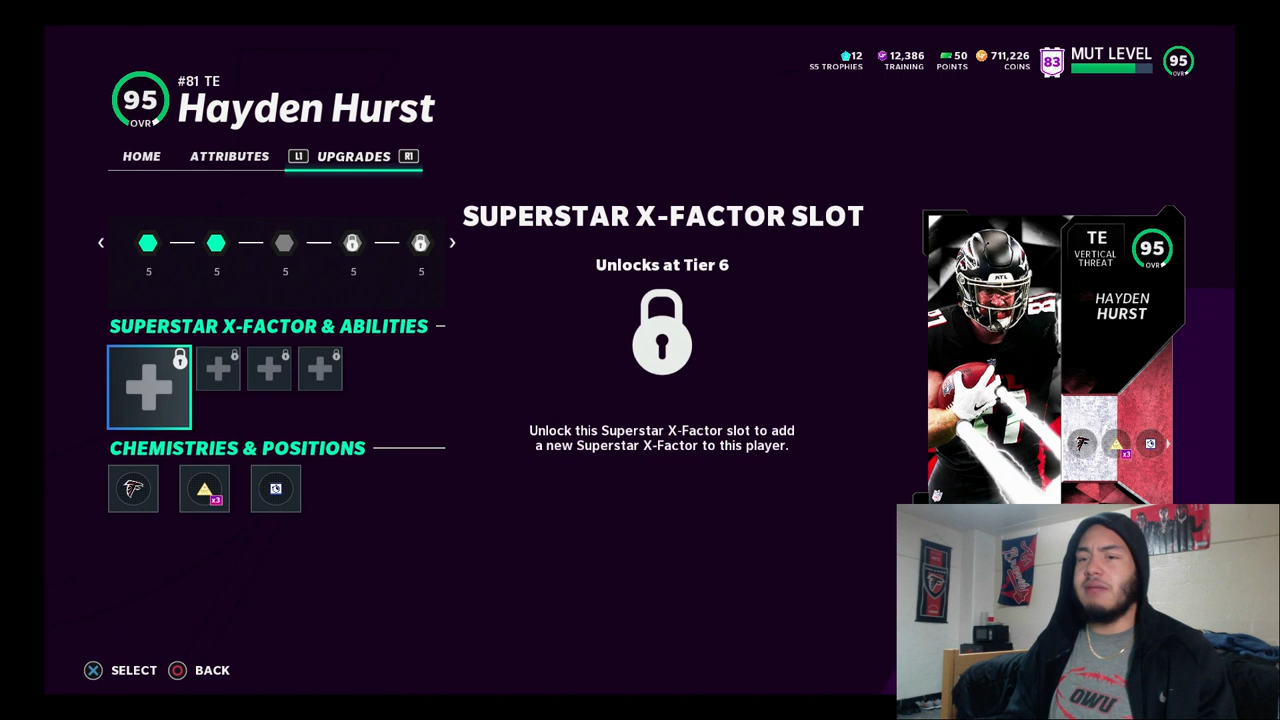 12
S5 TROPHIES
12,386
TRAINING
50
POINTS
711,226
COINS
83
MUT LEVEL
95
OVR
95
OVR
#81 TE
Hayden Hurst
HOME
ATTRIBUTES
L1
UPGRADES
R1
5
5
5
5
5
SUPERSTAR X-FACTOR & ABILITIES
CHEMISTRIES & POSITIONS
x3
SUPERSTAR X-FACTOR SLOT
Unlocks at Tier 6
Unlock this Superstar X-Factor slot to add
a new Superstar X-Factor to this player.
TE
VERTICAL
THREAT
95
OVR
HAYDEN
HURST
ATL
x3
SELECT
BACK
OWU